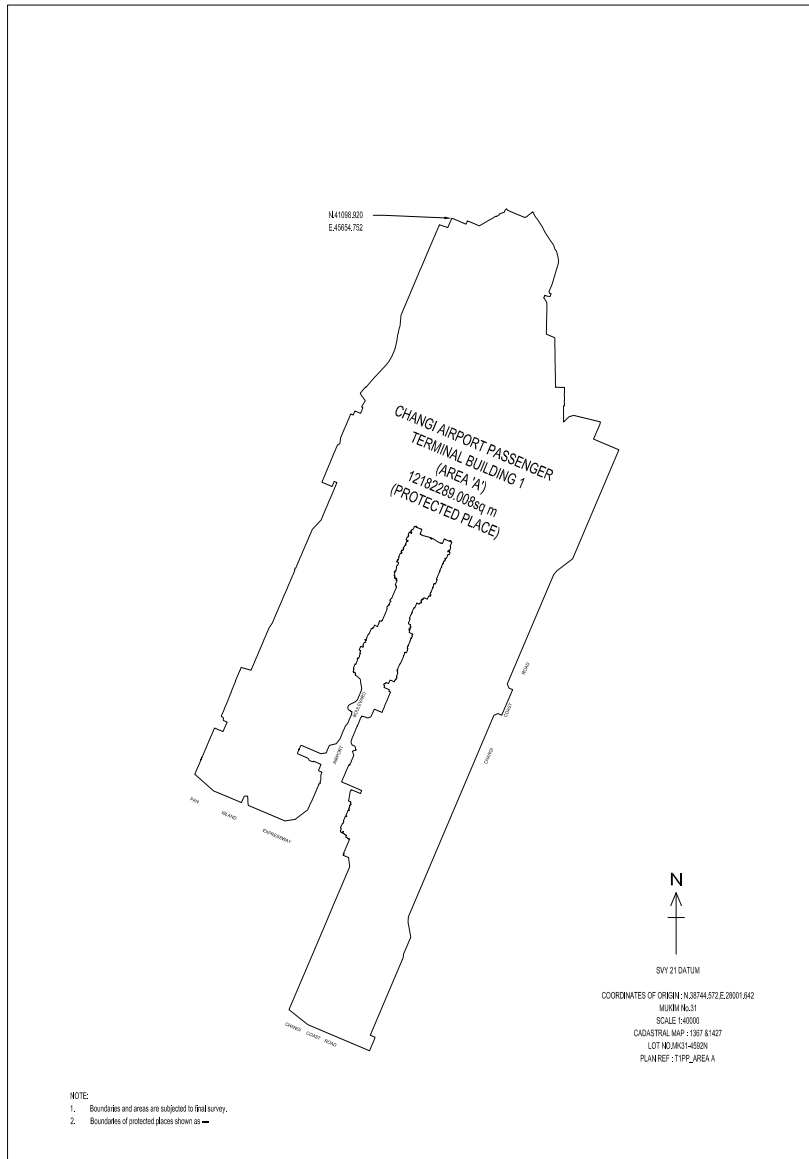 N.41098.920
E.45654.752
CHANGI AIRPORT PASSENGER
TERMINAL BUILDING 1
(AREA 'A')
12182289.008sq m
(PROTECTED PLACE)
ROAD
COAST
CHANGI
BOULEVARD
AIRPORT
PAN
ISLAND
EXPRESSWAY
CHANGI COAST ROAD
N
SVY 21 DATUM
COORDINATES OF ORIGIN : N.38744.572,E.28001.642
MUKIM No.31
SCALE 1:40000
CADASTRAL MAP : 1367 &1427
LOT NO.MK31-4592N
PLAN REF : T1PP_AREA A
NOTE:
1. Boundaries and areas are subjected to final survey.
2. Boundaries of protected places shown as